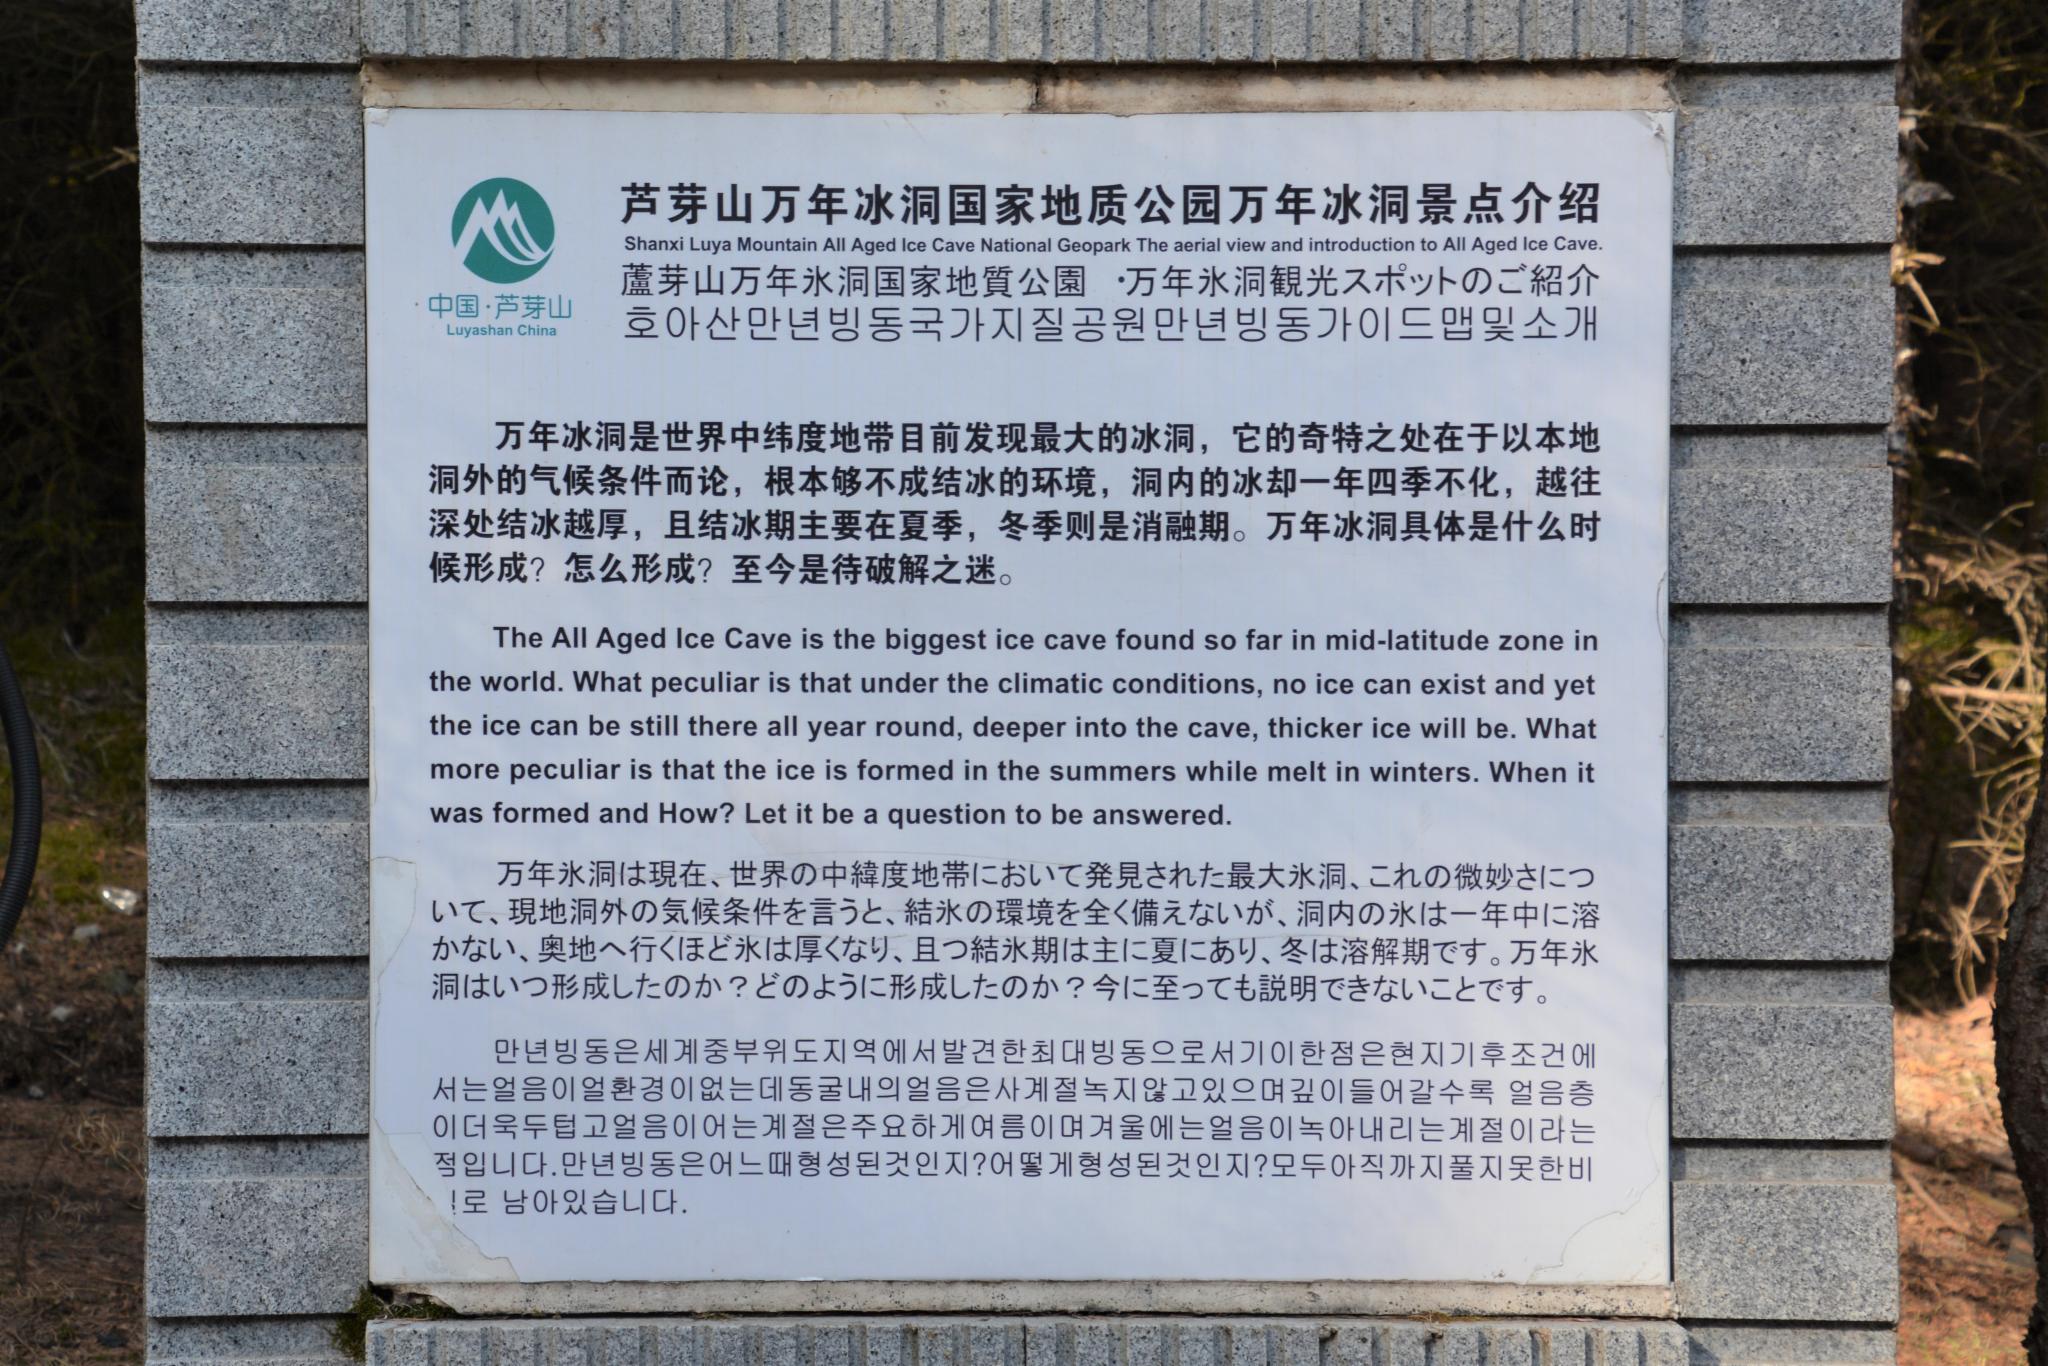 中国·芦芽山
Luyashan China
芦芽山万年冰洞国家地质公园万年冰洞景点介绍
Shanxi Luya Mountain All Aged Ice Cave National Geopark The aerial view and introduction to All Aged Ice Cave.
蘆芽山万年氷洞国家地質公園 ・万年氷洞観光スポットのご紹介
호아산만년빙동국가지질공원만년빙동가이드맵및소개
万年冰洞是世界中纬度地带目前发现最大的冰洞，它的奇特之处在于以本地
洞外的气候条件而论，根本够不成结冰的环境，洞内的冰却一年四季不化，越往
深处结冰越厚，且结冰期主要在夏季，冬季则是消融期。万年冰洞具体是什么时
候形成？怎么形成？至今是待破解之迷。
The All Aged Ice Cave is the biggest ice cave found so far in mid-latitude zone in
the world. What peculiar is that under the climatic conditions, no ice can exist and yet
the ice can be still there all year round, deeper into the cave, thicker ice will be. What
more peculiar is that the ice is formed in the summers while melt in winters. When it
was formed and How? Let it be a question to be answered.
万年氷洞は現在、世界の中緯度地帯において発見された最大氷洞、これの微妙さにつ
いて、現地洞外の気候条件を言うと、結氷の環境を全く備えないが、洞内の氷は一年中に溶
かない、奥地へ行くほど氷は厚くなり、且つ結氷期は主に夏にあり、冬は溶解期です。万年氷
洞はいつ形成したのか？どのように形成したのか？今に至っても説明できないことです。
만년빙동은세계중부위도지역에서발견한최대빙동으로서기이한점은현지기후조건에
서는얼음이얼환경이없는데동굴내의얼음은사계절녹지않고있으며깊이들어갈수록 얼음층
이더욱두텁고얼음이어는계절은주요하게여름이며겨울에는얼음이녹아내리는계절이라는
점입니다.만년빙동은어느때형성된것인지?어떻게형성된것인지?모두아직까지풀지못한비
로 남아있습니다.